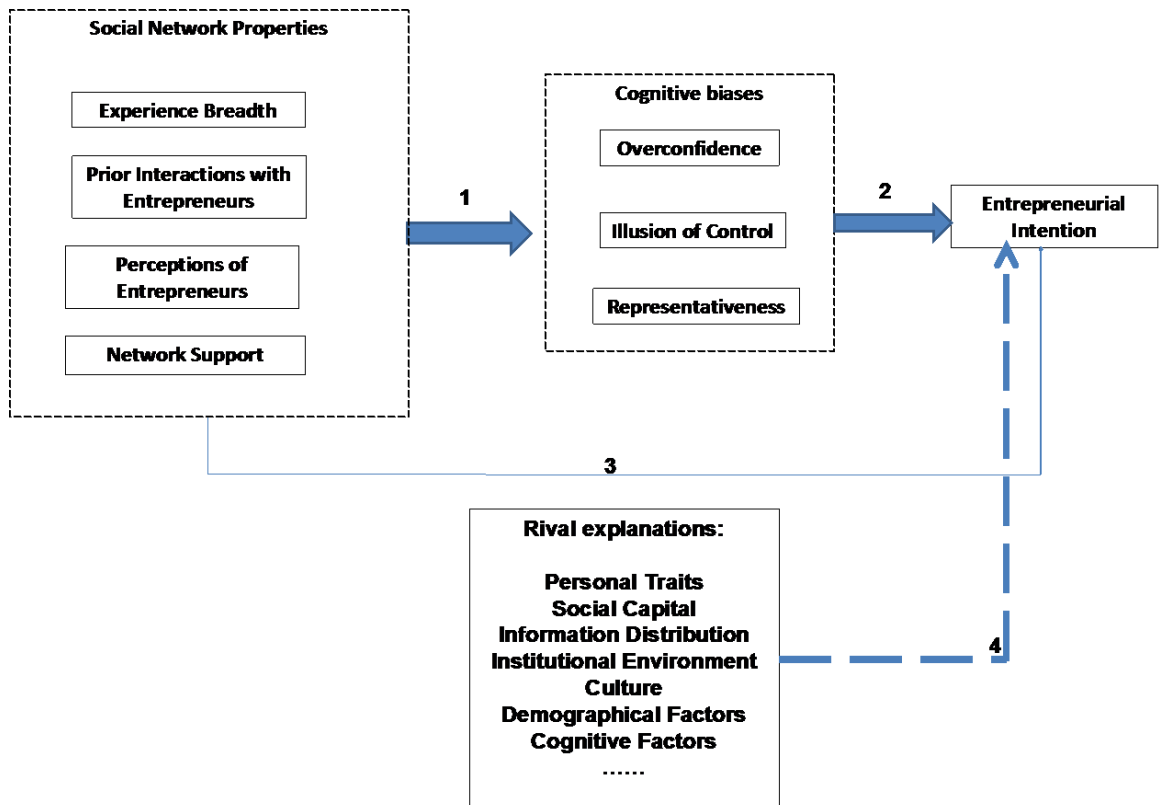 Social Network Properties
Experience Breadth
Prior Interactions with
Entrepreneurs
Perceptions of
Entrepreneurs
Network Support
1
Cognitive biases
Overconfidence
Illusion of Control
Representativeness
2
Entrepreneurial
Intention
3
Rival explanations:
Personal Traits
Social Capital
Information Distribution
Institutional Environment
Culture
Demographical Factors
Cognitive Factors
......
4